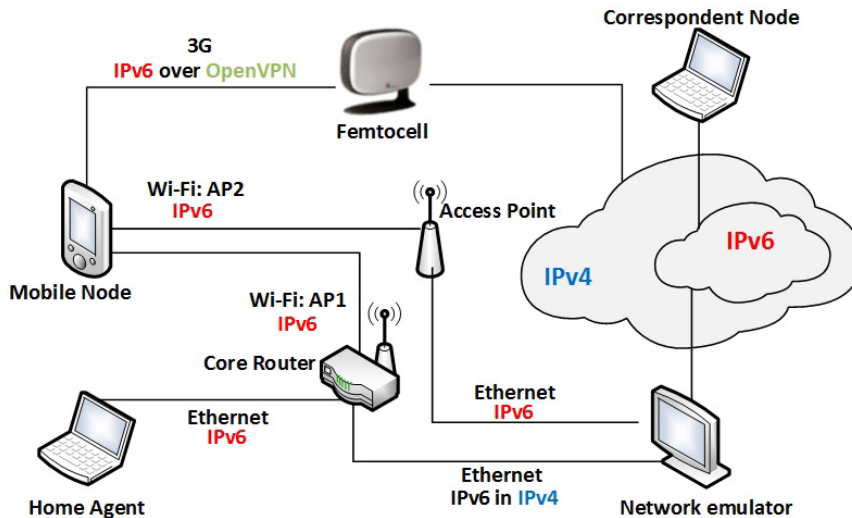 Correspondent Node
3G
IPv6 over OpenVPN
Femtocell
Wi-Fi: AP2
IPv6
Access Point
IPv6
IPv4
Mobile Node
Wi-Fi: AP1
IPv6
Core Router
Ethernet
IPv6
Ethernet
IPv6
Ethernet
IPv6 in IPv4
Home Agent
Network emulator